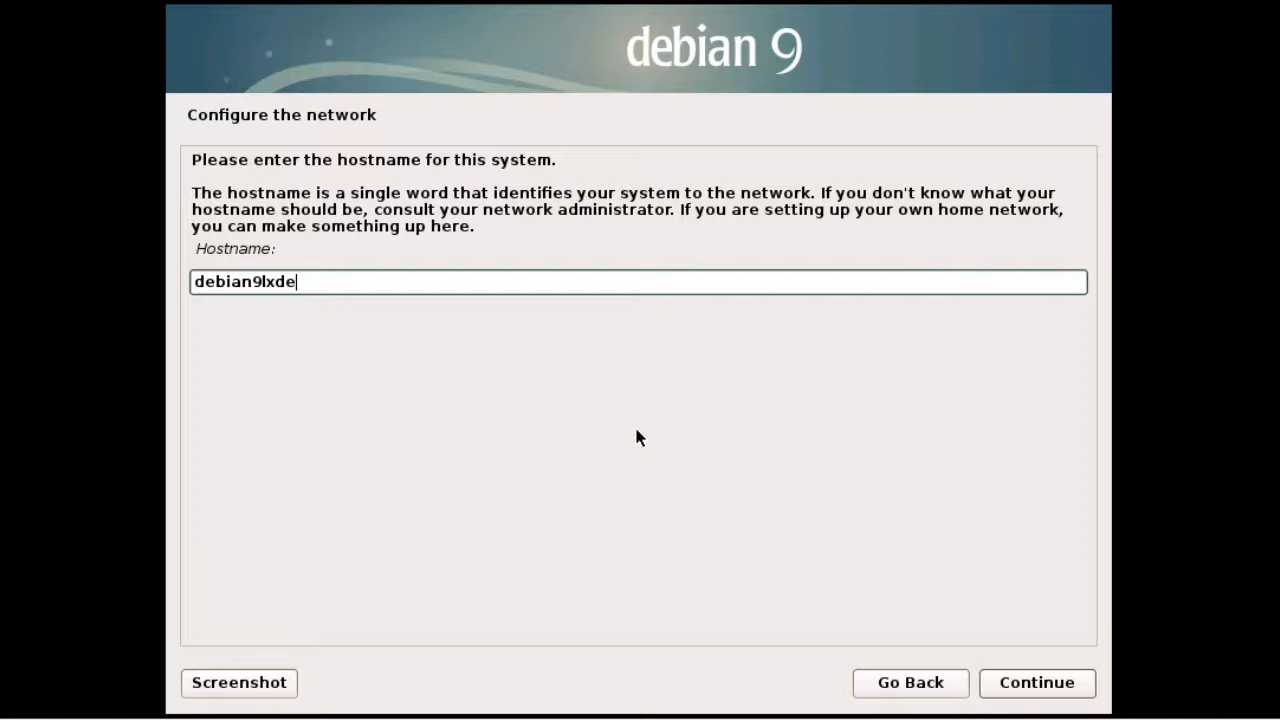 debian 9
Configure the network
Please enter the hostname for this system.
The hostname is a single word that identifies your system to the network. If you don't know what your
hostname should be, consult your network administrator. If you are setting up your own home network,
you can make something up here.
Hostname:
debian9lxde
Screenshot
Go Back
Continue